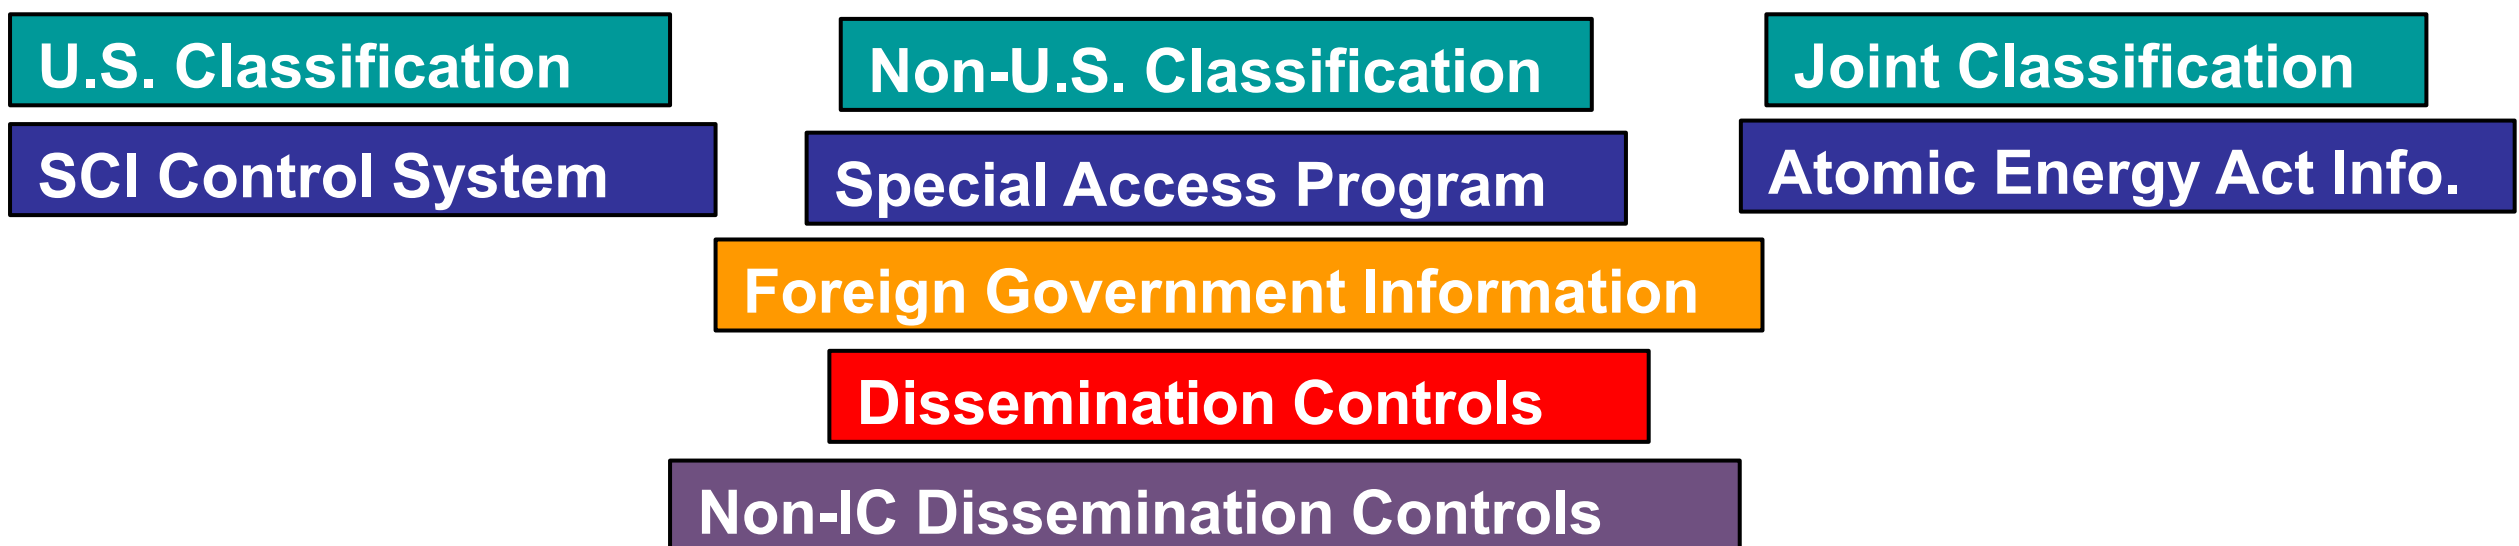 U.S. Classification
Non-U.S. Classification
Joint Classification
SCI Control System
Special Access Program
Atomic Energy Act Info.
Foreign Government Information
Dissemination Controls
Non-IC Dissemination Controls